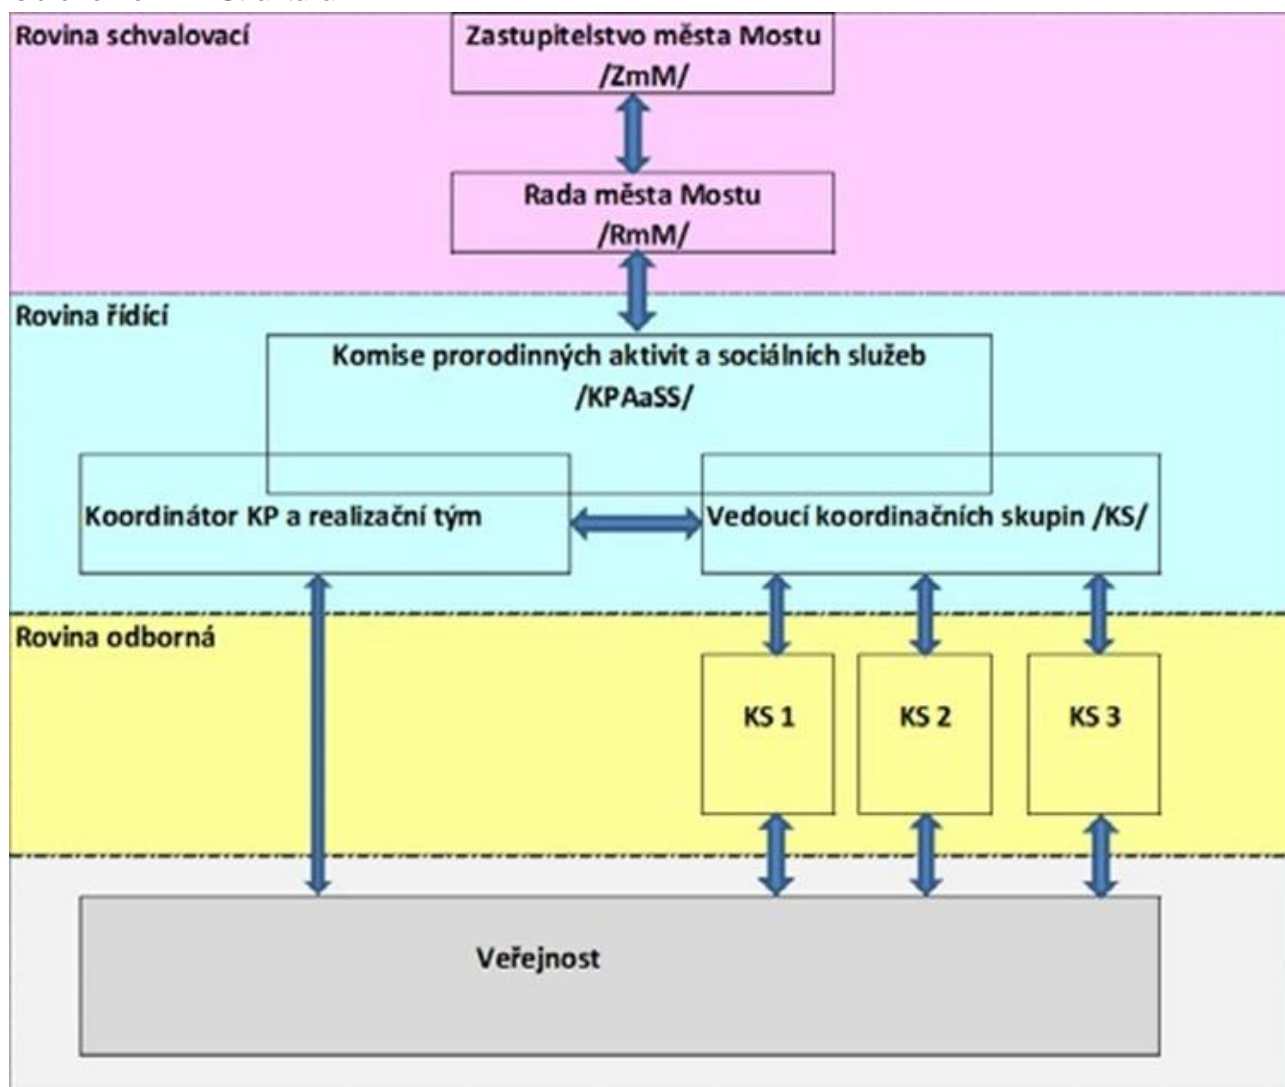 Rovina schvalovací
Zastupitelstvo města Mostu
/ZmM/
Rada města Mostu
/RmM/
Rovina řídící
Komise prorodinných aktivit a sociálních služeb
/KPAaSS/
Koordinátor KP a realizační tým
Vedoucí koordinačních skupin /KS/
Rovina odborná
KS 1
KS 2
KS 3
Veřejnost